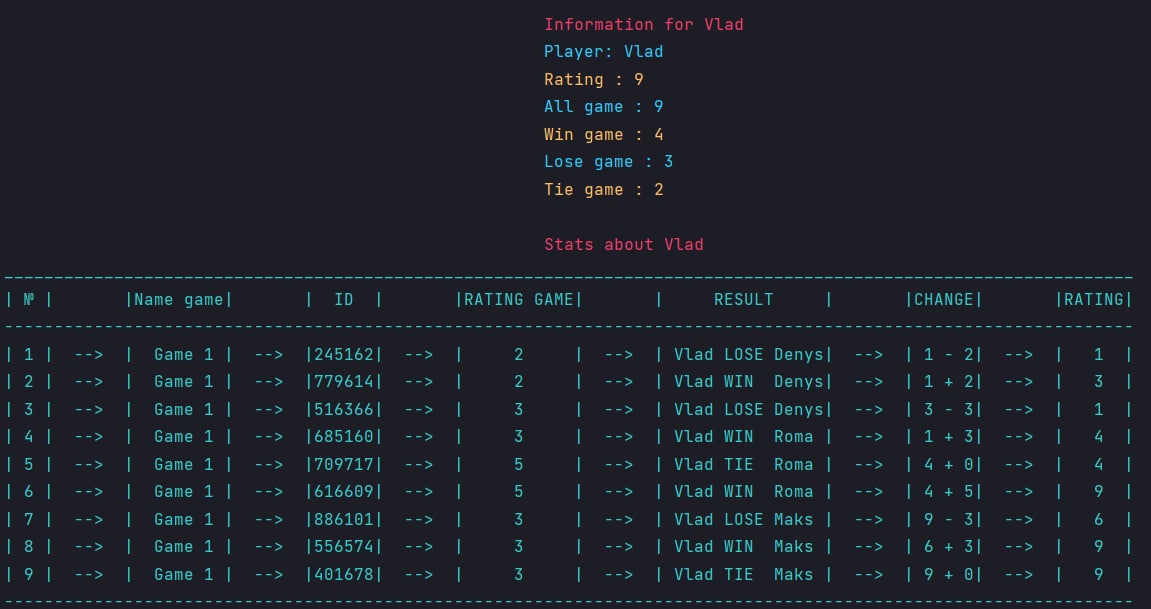 Information for Vlad
Player: Vlad
Rating : 9
All game : 9
Win game : 4
Lose game : 3
Tie game : 2
Stats about Vlad
| № |       |Name game|       |  ID  |       |RATING GAME|       |     RESULT     |       |CHANGE|       |RATING|
| 1 |  -->  |  Game 1 |  -->  |245162|  -->  |     2     |  -->  | Vlad LOSE Denys|  -->  | 1 - 2|  -->  |   1  |
| 2 |  -->  |  Game 1 |  -->  |779614|  -->  |     2     |  -->  | Vlad WIN  Denys|  -->  | 1 + 2|  -->  |   3  |
| 3 |  -->  |  Game 1 |  -->  |516366|  -->  |     3     |  -->  | Vlad LOSE Denys|  -->  | 3 - 3|  -->  |   1  |
| 4 |  -->  |  Game 1 |  -->  |685160|  -->  |     3     |  -->  | Vlad WIN  Roma |  -->  | 1 + 3|  -->  |   4  |
| 5 |  -->  |  Game 1 |  -->  |709717|  -->  |     5     |  -->  | Vlad TIE  Roma |  -->  | 4 + 0|  -->  |   4  |
| 6 |  -->  |  Game 1 |  -->  |616609|  -->  |     5     |  -->  | Vlad WIN  Roma |  -->  | 4 + 5|  -->  |   9  |
| 7 |  -->  |  Game 1 |  -->  |886101|  -->  |     3     |  -->  | Vlad LOSE Maks |  -->  | 9 - 3|  -->  |   6  |
| 8 |  -->  |  Game 1 |  -->  |556574|  -->  |     3     |  -->  | Vlad WIN  Maks |  -->  | 6 + 3|  -->  |   9  |
| 9 |  -->  |  Game 1 |  -->  |401678|  -->  |     3     |  -->  | Vlad TIE  Maks |  -->  | 9 + 0|  -->  |   9  |